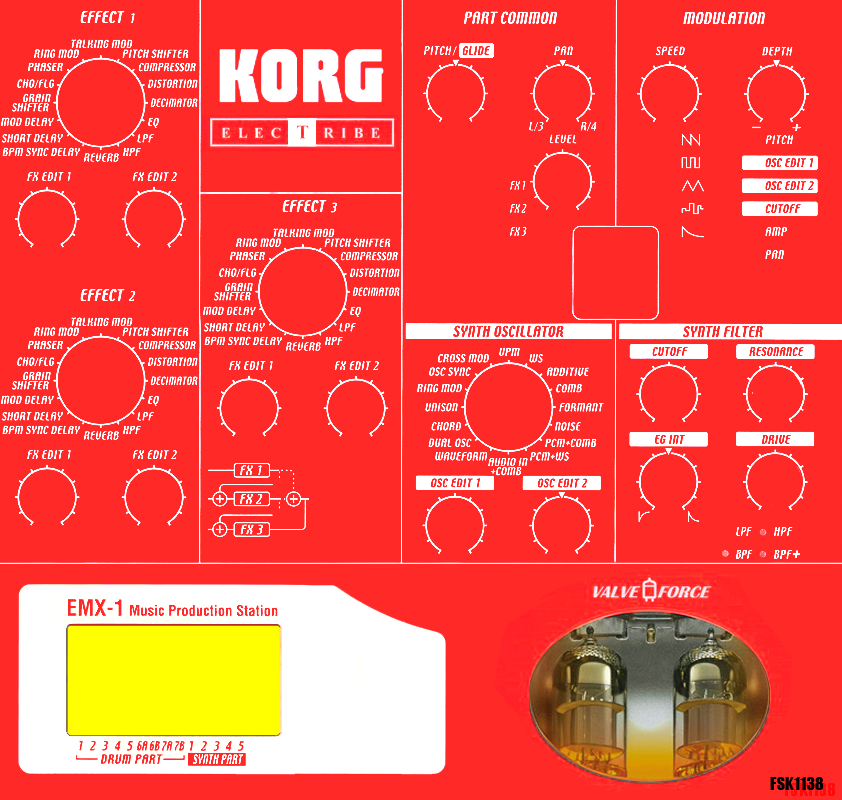 EFFECT 1
TALKING MOD
RING MOD
PITCH SHIFTER
PHASER
COMPRESSOR
CHO/FLG
DISTORTION
GRAIN
SHIFTER
DECIMATOR
MOD DELAY
EQ
SHORT DELAY
LPF
BPM SYNC DELAY
HPF
REVERB
FX EDIT 1
FX EDIT 2
EFFECT 2
TALKING MOD
RING MOD
PITCH SHIFTER
PHASER
COMPRESSOR
CHO/FLG
DISTORTION
GRAIN
SHIFTER
DECIMATOR
MOD DELAY
EQ
SHORT DELAY
LPF
BPM SYNC DELAY
HPF
REVERB
FX EDIT 1
FX EDIT 2
KORG
ELECTRIBE
EFFECT 3
TALKING MOD
RING MOD
PITCH SHIFTER
PHASER
COMPRESSOR
CHO/FLG
DISTORTION
GRAIN
SHIFTER
DECIMATOR
MOD DELAY
EQ
SHORT DELAY
LPF
BPM SYNC DELAY
HPF
REVERB
FX EDIT 1
FX EDIT 2
FX 1
FX 2
FX 3
PART COMMON
PITCH/ GLIDE
PAN
L/3
R/4
LEVEL
FX1
FX2
FX3
MODULATION
SPEED
DEPTH
- +
PITCH
OSC EDIT 1
OSC EDIT 2
CUTOFF
AMP
PAN
SYNTH OSCILLATOR
VPM
CROSS MOD
WS
OSC SYNC
ADDITIVE
RING MOD
COMB
UNISON
FORMANT
CHORD
NOISE
DUAL OSC
PCM+COMB
WAVEFORM
PCM+WS
AUDIO IN
+COMB
OSC EDIT 1
OSC EDIT 2
SYNTH FILTER
CUTOFF
RESONANCE
EG INT
DRIVE
LPF
HPF
BPF
BPF+
EMX-1 Music Production Station
1 2 3 4 5 6A 6B 7A 7B 1 2 3 4 5
DRUM PART
SYNTH PART
VALVE FORCE
FSK1138